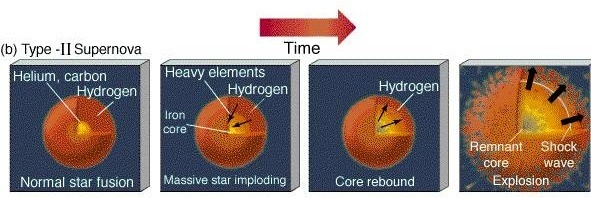 Time
(b) Type -II Supernova
Helium, carbon
Hydrogen
Normal star fusion
Heavy elements
Hydrogen
Iron
core
Massive star imploding
Hydrogen
Core rebound
Remnant
core
Shock
wave
Explosion